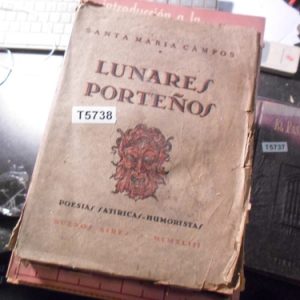 introducción a la
SANTA MARIA CAMPOS
LUNARES
PORTEÑOS
T5738
T5737
POESIAS SATIRICAS-HUMORISTAS
BUENOS AIRES MCMXLIII